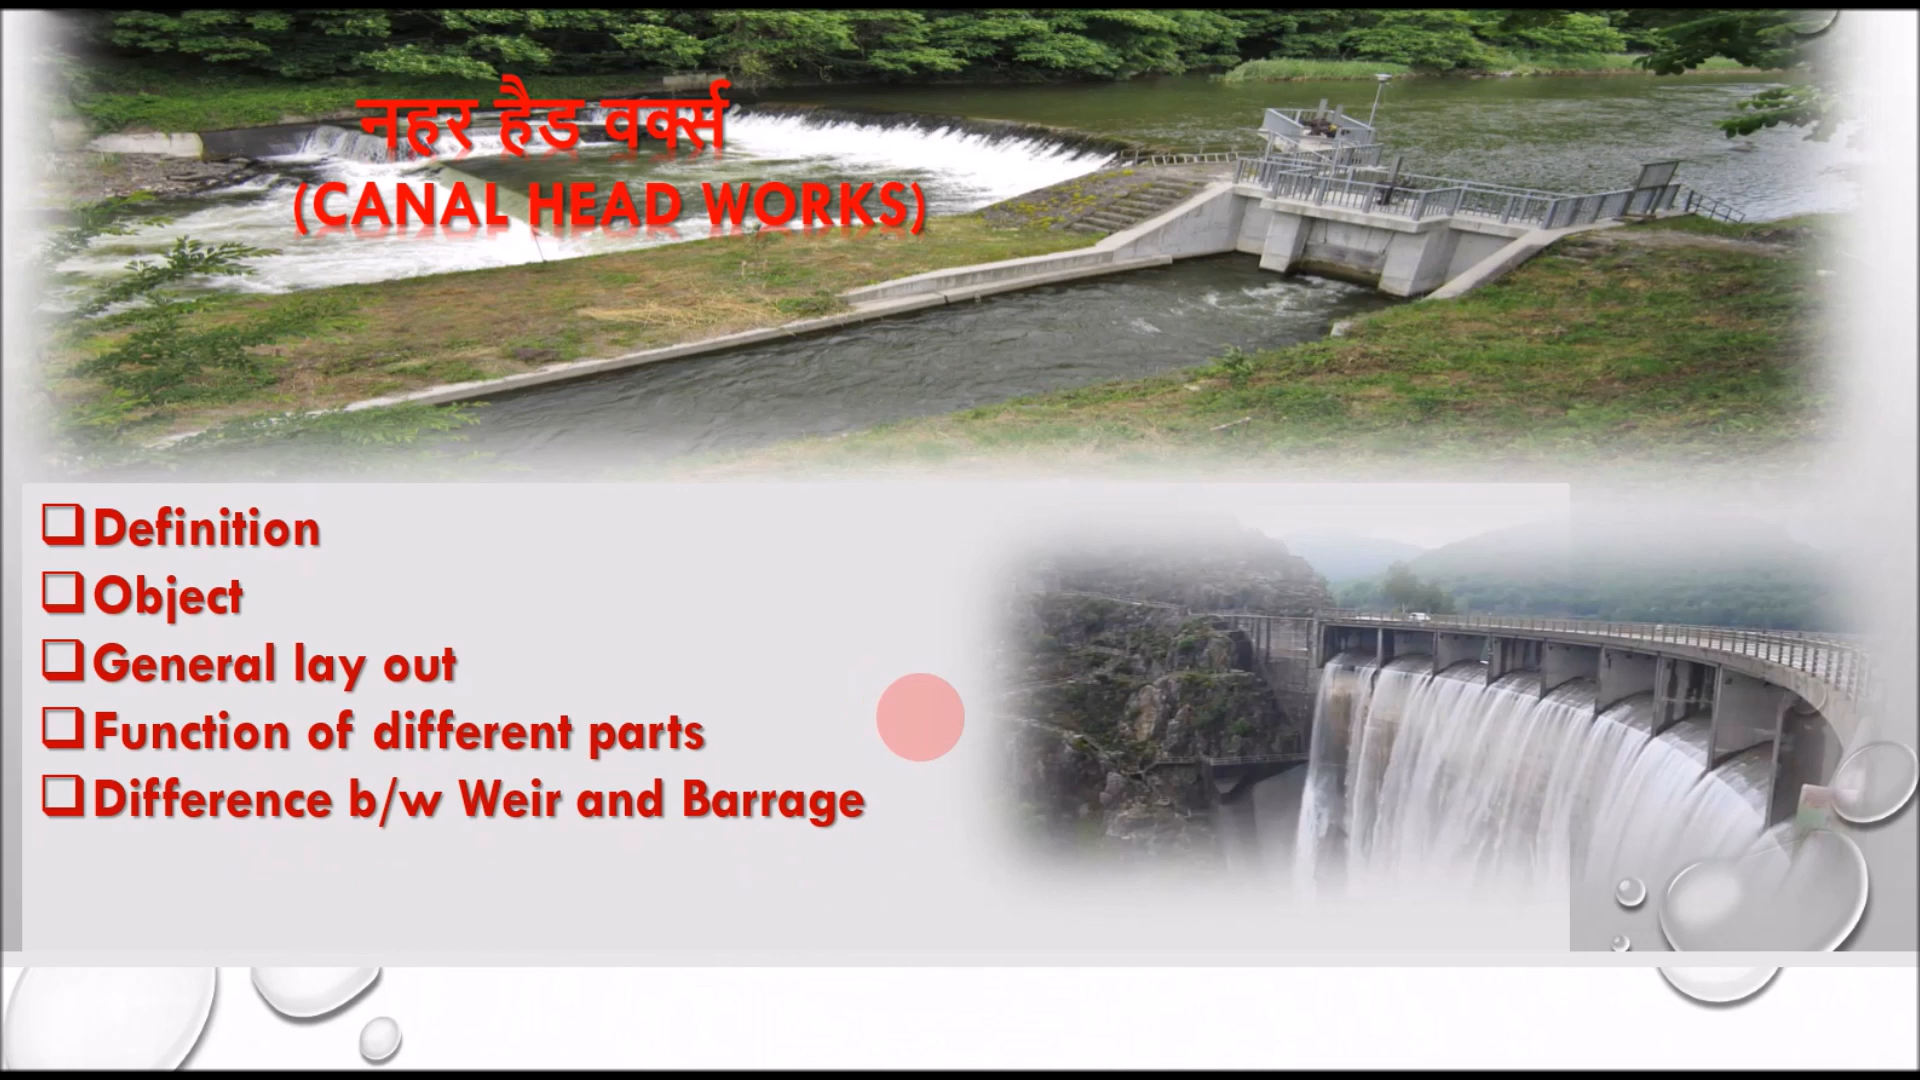 नहर हैड वर्क्स
(CANAL HEAD WORKS)
Definition
Object
General lay out
Function of different parts
Difference b/w Weir and Barrage